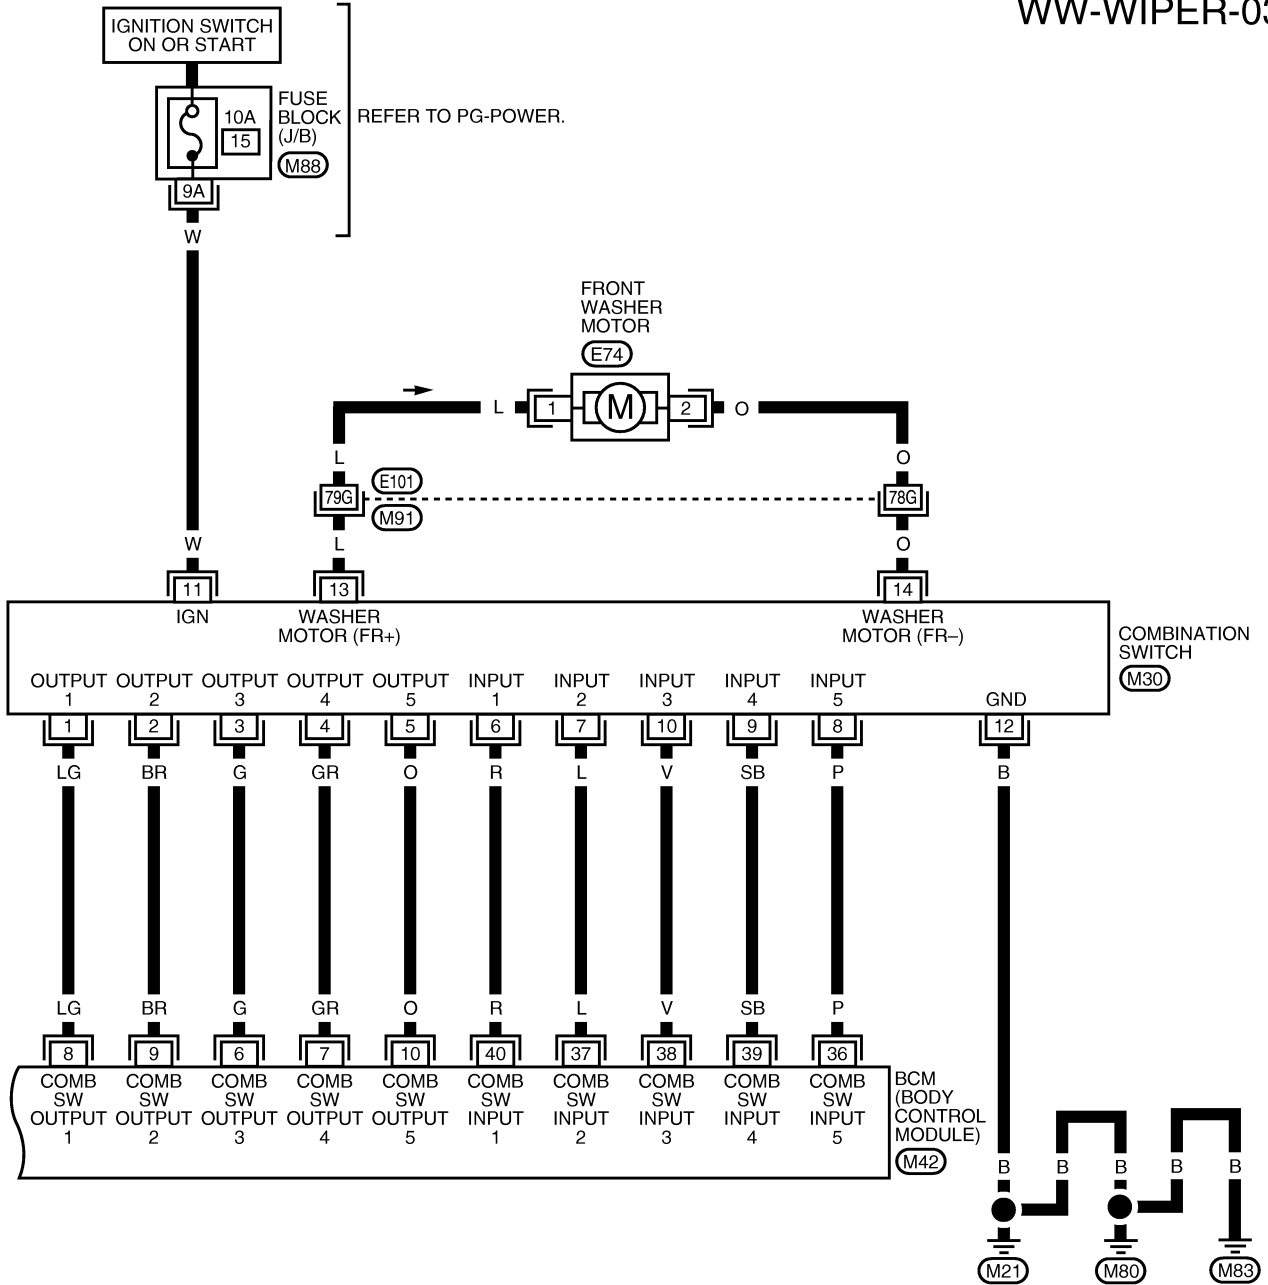 WW-WIPER-03
IGNITION SWITCH
ON OR START
FUSE
BLOCK
(J/B)
10A
15
M88
REFER TO PG-POWER.
9A
W
FRONT
WASHER
MOTOR
E74
L
1
M
2
O
L
O
79G
E101
M91
78G
W
L
O
11
13
14
IGN
WASHER
MOTOR (FR+)
WASHER
MOTOR (FR–)
COMBINATION
SWITCH
M30
OUTPUT OUTPUT OUTPUT OUTPUT OUTPUT INPUT INPUT INPUT INPUT INPUT
1 2 3 4 5 1 2 3 4 5 GND
1 2 3 4 5 6 7 10 9 8 12
LG BR G GR O R L V SB P B
LG BR G GR O R L V SB P
8 9 6 7 10 40 37 38 39 36
COMB COMB COMB COMB COMB COMB COMB COMB COMB COMB
SW SW SW SW SW SW SW SW SW SW
OUTPUT OUTPUT OUTPUT OUTPUT OUTPUT INPUT INPUT INPUT INPUT INPUT
1 2 3 4 5 1 2 3 4 5
BCM
(BODY
CONTROL
MODULE)
M42
B B B B B
M21 M80 M83